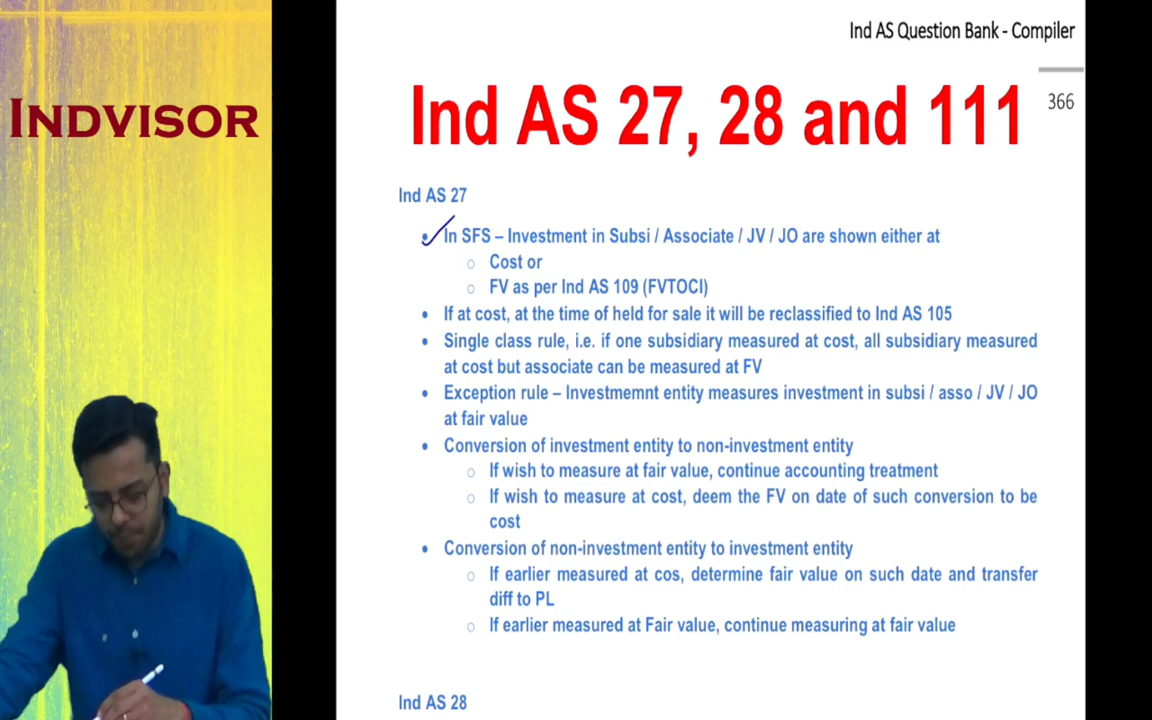 Ind AS Question Bank - Compiler
INDVISOR
Ind AS 27, 28 and 111
366
Ind AS 27
• In SFS – Investment in Subsi / Associate / JV / JO are shown either at
o Cost or
o FV as per Ind AS 109 (FVTOCI)
• If at cost, at the time of held for sale it will be reclassified to Ind AS 105
• Single class rule, i.e. if one subsidiary measured at cost, all subsidiary measured
at cost but associate can be measured at FV
• Exception rule – Investmemnt entity measures investment in subsi / asso / JV / JO
at fair value
• Conversion of investment entity to non-investment entity
o If wish to measure at fair value, continue accounting treatment
o If wish to measure at cost, deem the FV on date of such conversion to be
cost
• Conversion of non-investment entity to investment entity
o If earlier measured at cos, determine fair value on such date and transfer
diff to PL
o If earlier measured at Fair value, continue measuring at fair value
Ind AS 28